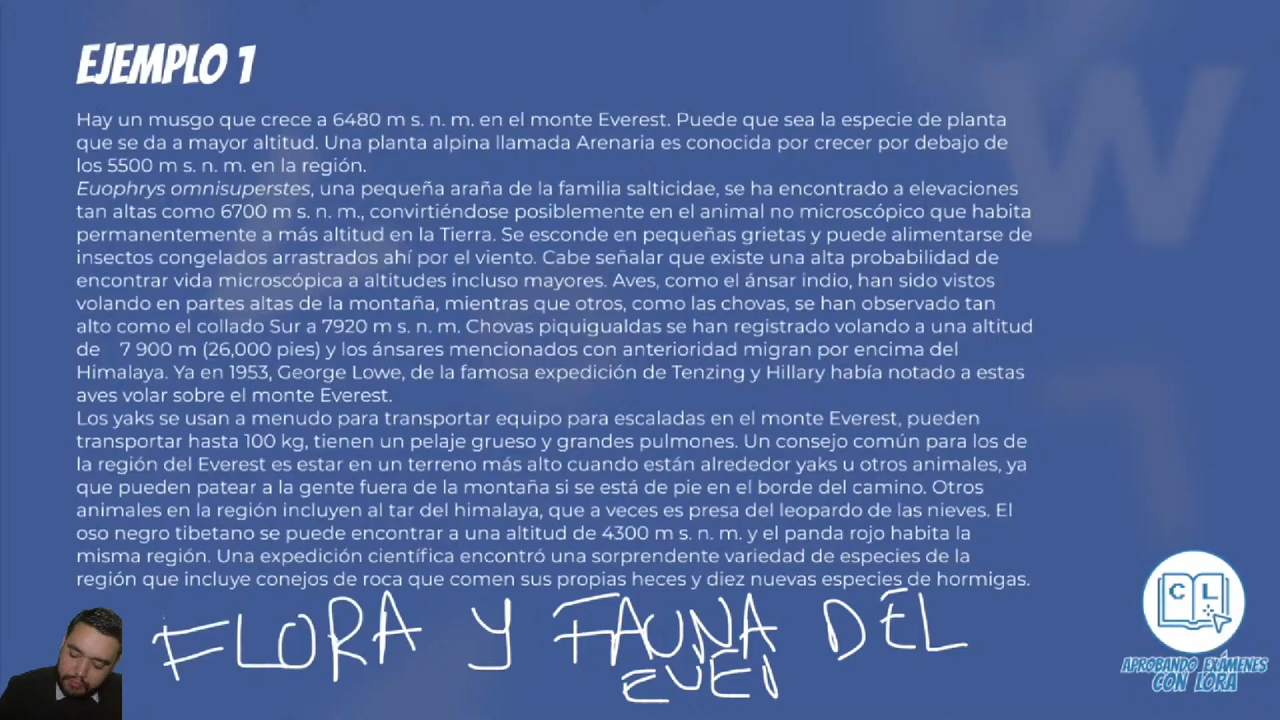 EJEMPLO 1
Hay un musgo que crece a 6480 m s. n. m. en el monte Everest. Puede que sea la especie de planta
que se da a mayor altitud. Una planta alpina llamada Arenaria es conocida por crecer por debajo de
los 5500 m s. n. m. en la región.
Euophrys omnisuperstes, una pequeña araña de la familia salticidae, se ha encontrado a elevaciones
tan altas como 6700 m s. n. m., convirtiéndose posiblemente en el animal no microscópico que habita
permanentemente a más altitud en la Tierra. Se esconde en pequeñas grietas y puede alimentarse de
insectos congelados arrastrados ahí por el viento. Cabe señalar que existe una alta probabilidad de
encontrar vida microscópica a altitudes incluso mayores. Aves, como el ánsar indio, han sido vistos
volando en partes altas de la montaña, mientras que otros, como las chovas, se han observado tan
alto como el collado Sur a 7920 m s. n. m. Chovas piquigualdas se han registrado volando a una altitud
de 7 900 m (26,000 pies) y los ánsares mencionados con anterioridad migran por encima del
Himalaya. Ya en 1953, George Lowe, de la famosa expedición de Tenzing y Hillary había notado a estas
aves volar sobre el monte Everest.
Los yaks se usan a menudo para transportar equipo para escaladas en el monte Everest, pueden
transportar hasta 100 kg, tienen un pelaje grueso y grandes pulmones. Un consejo común para los de
la región del Everest es estar en un terreno más alto cuando están alrededor yaks u otros animales, ya
que pueden patear a la gente fuera de la montaña si se está de pie en el borde del camino. Otros
animales en la región incluyen al tar del himalaya, que a veces es presa del leopardo de las nieves. El
oso negro tibetano se puede encontrar a una altitud de 4300 m s. n. m. y el panda rojo habita la
misma región. Una expedición científica encontró una sorprendente variedad de especies de la
región que incluye conejos de roca que comen sus propias heces y diez nuevas especies de hormigas.
FLORA Y FAUNA DEL
C L
APROBANDO EXÁMENES
CON LORA